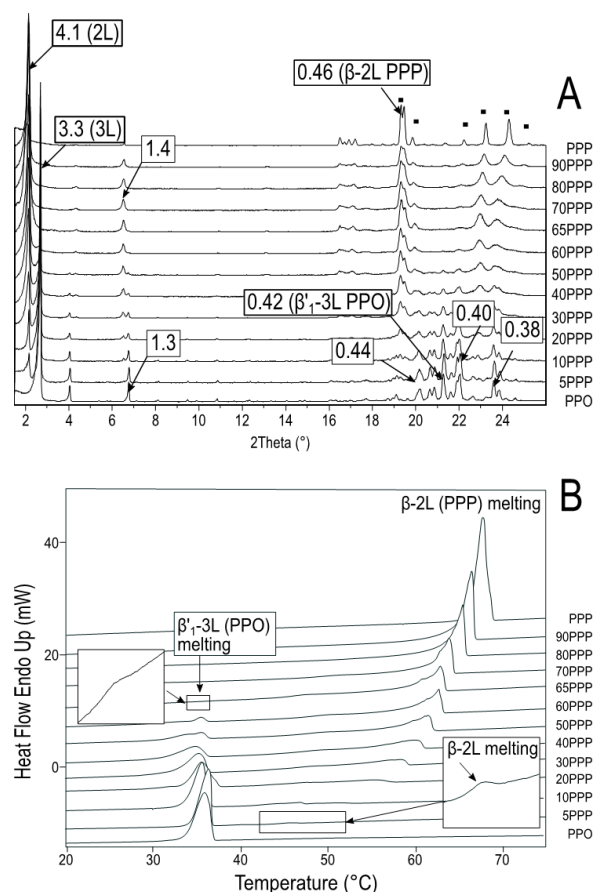 4.1 (2L)
0.46 (β-2L PPP)
A
3.3 (3L)
1.4
PPP
90PPP
80PPP
70PPP
65PPP
60PPP
50PPP
0.42 (β'₁-3L PPO)
40PPP
0.40
30PPP
1.3
0.44
0.38
20PPP
10PPP
5PPP
PPO
2 4 6 8 10 12 14 16 18 20 22 24
2Theta (°)
B
β-2L (PPP) melting
40
β'₁-3L (PPO)
melting
PPP
90PPP
80PPP
70PPP
65PPP
60PPP
50PPP
40PPP
30PPP
20PPP
10PPP
5PPP
PPO
20
0
β-2L melting
Heat Flow Endo Up (mW)
20 30 40 50 60 70
Temperature (°C)